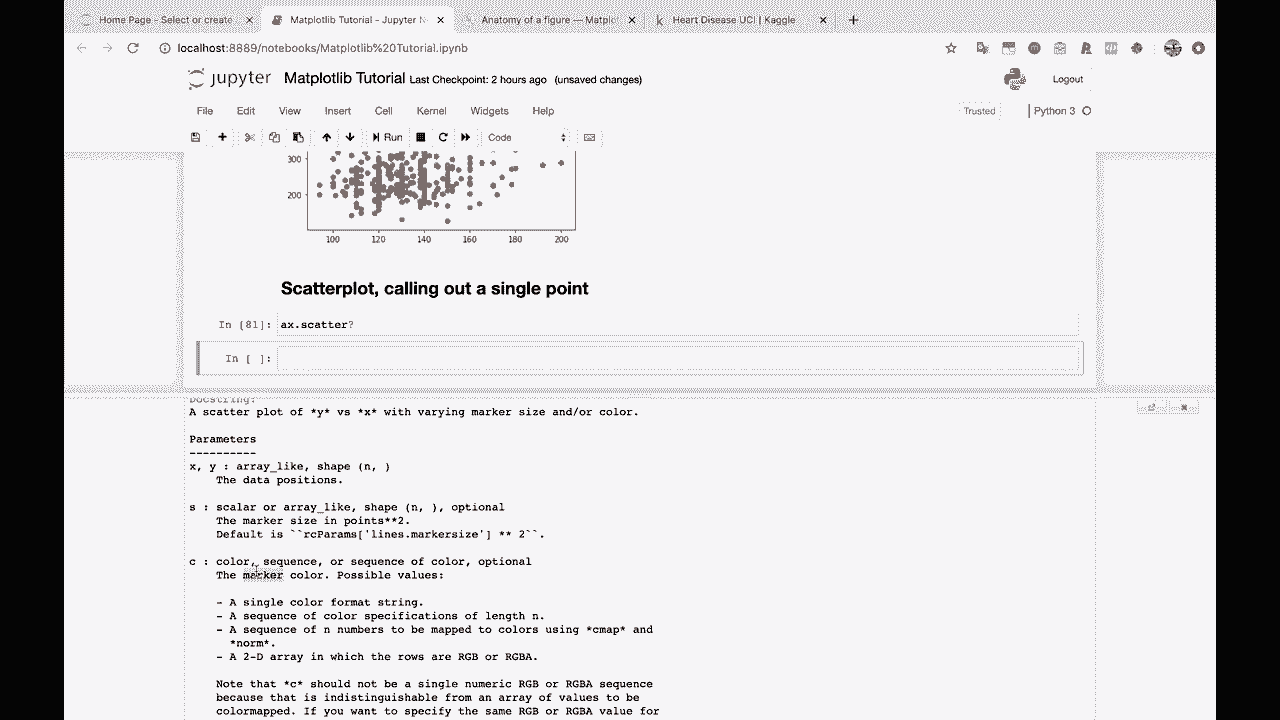 Home Page - Select or create
Matplotlib Tutorial - Jupyter N
Anatomy of a figure — Matplot
Heart Disease UCI | Kaggle
localhost:8889/notebooks/Matplotlib%20Tutorial.ipynb
jupyter Matplotlib Tutorial Last Checkpoint: 2 hours ago (unsaved changes)
Logout
File Edit View Insert Cell Kernel Widgets Help
Trusted
Python 3
Run
Code
300
200
100 120 140 160 180 200
Scatterplot, calling out a single point
In [81]: ax.scatter?
In [ ]:
Docstring:
A scatter plot of *y* vs *x* with varying marker size and/or color.
Parameters
----------
x, y : array_like, shape (n, )
The data positions.
s : scalar or array_like, shape (n, ), optional
The marker size in points**2.
Default is ``rcParams['lines.markersize'] ** 2``.
c : color, sequence, or sequence of color, optional
The marker color. Possible values:
- A single color format string.
- A sequence of color specifications of length n.
- A sequence of n numbers to be mapped to colors using *cmap* and
*norm*.
- A 2-D array in which the rows are RGB or RGBA.
Note that *c* should not be a single numeric RGB or RGBA sequence
because that is indistinguishable from an array of values to be
colormapped. If you want to specify the same RGB or RGBA value for